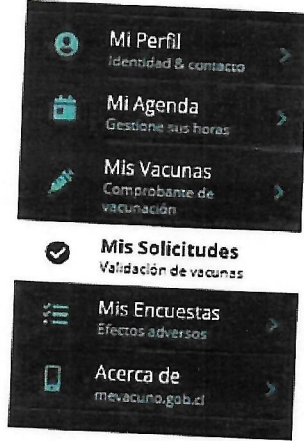 Mi Perfil
Identidad & contacto
Mi Agenda
Gestione sus horas
Mis Vacunas
Comprobante de
vacunación
Mis Solicitudes
Validación de vacunas
Mis Encuestas
Efectos adversos
Acerca de
mevacuno.gob.cl